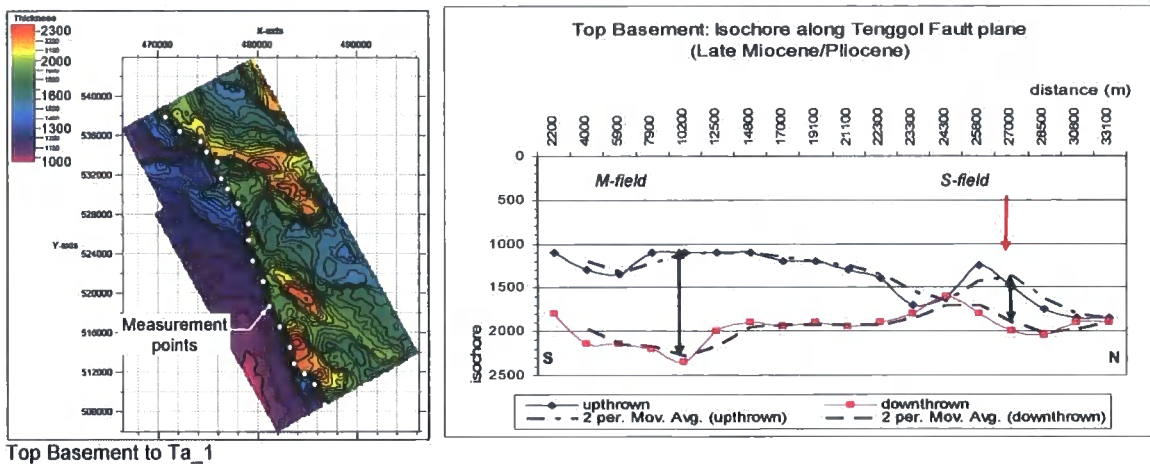 Thickness
2300
2000
1300
1000
X-axis
470000
480000
490000
540000
536000
532000
528000
524000
520000
516000
512000
508000
Y-axis
Measurement
points
Top Basement to Ta_1
Top Basement: Isochore along Tenggol Fault plane
(Late Miocene/Pliocene)
distance (m)
2200
4000
5900
7900
10200
12500
14800
17000
19100
21100
22300
23300
24300
25800
27000
28500
30800
33100
0
500
1000
1500
2000
2500
isochore
M-field
S-field
S
N
upthrown
downthrown
2 per. Mov. Avg. (upthrown)
2 per. Mov. Avg. (downthrown)